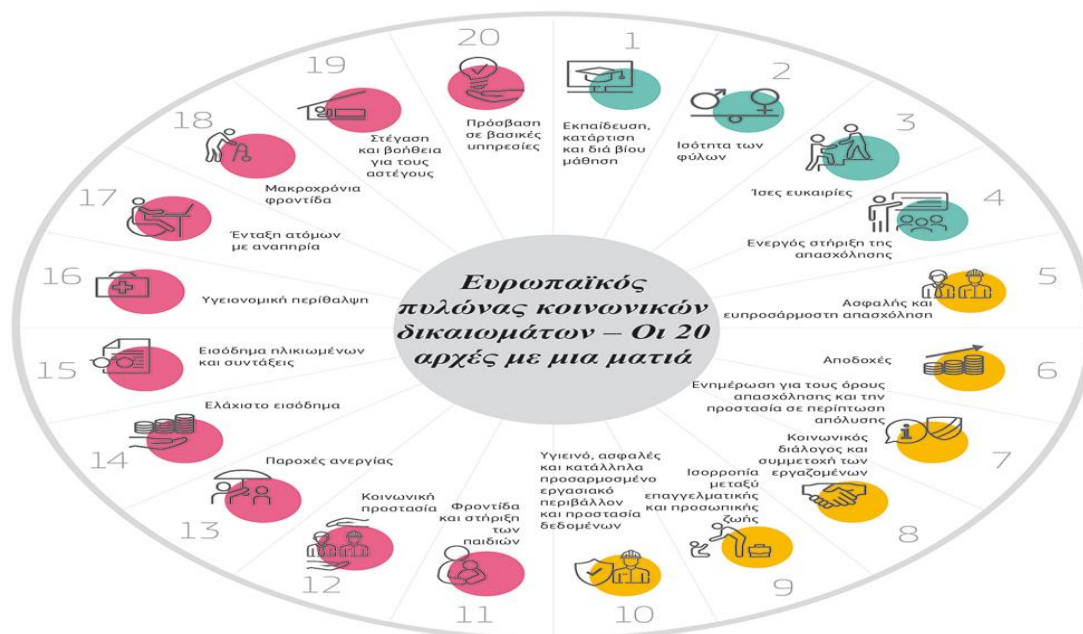 Ευρωπαϊκός
πυλώνας κοινωνικών
δικαιωμάτων – Οι 20
αρχές με μια ματιά
1
Εκπαίδευση,
κατάρτιση
και διά βίου
μάθηση
2
Ισότητα των
φύλων
3
Ίσες ευκαιρίες
4
Ενεργός στήριξη της
απασχόλησης
5
Ασφαλής και
ευπροσάρμοστη απασχόληση
6
Αποδοχές
7
Ενημέρωση για τους όρους
απασχόλησης και την
προστασία σε περίπτωση
απόλυσης
8
Κοινωνικός
διάλογος και
συμμετοχή των
εργαζομένων
9
Ισορροπία
μεταξύ
επαγγελματικής
και προσωπικής
ζωής
10
Υγιεινό, ασφαλές
και κατάλληλα
προσαρμοσμένο
εργασιακό
περιβάλλον
και προστασία
δεδομένων
11
Φροντίδα
και στήριξη
των
παιδιών
12
Κοινωνική
προστασία
13
Παροχές ανεργίας
14
Ελάχιστο εισόδημα
15
Εισόδημα ηλικιωμένων
και συντάξεις
16
Υγειονομική περίθαλψη
17
Ένταξη ατόμων
με αναπηρία
18
Μακροχρόνια
φροντίδα
19
Στέγαση
και βοήθεια
για τους
αστέγους
20
Πρόσβαση
σε βασικές
υπηρεσίες